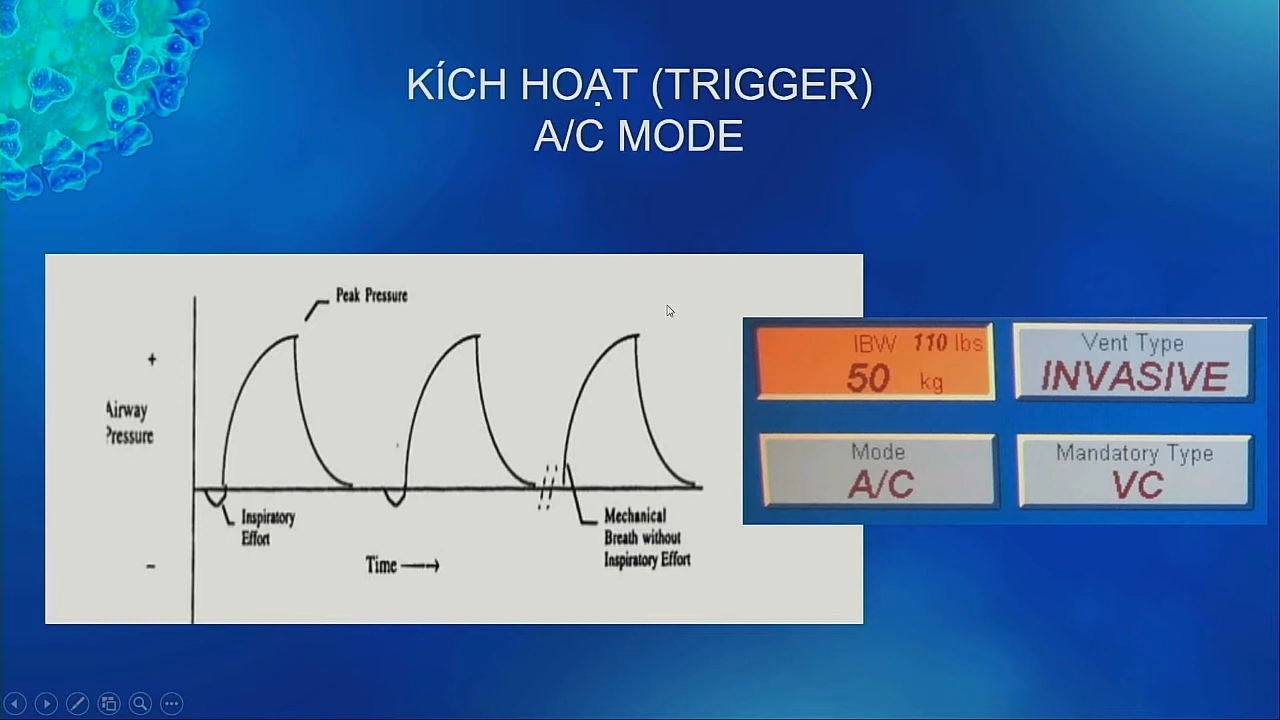 KÍCH HOẠT (TRIGGER)
A/C MODE
Peak Pressure
+
Airway
Pressure
Inspiratory
Effort
Mechanical
Breath without
Inspiratory Effort
Time
–
IBW 110 lbs
50 kg
Vent Type
INVASIVE
Mode
A/C
Mandatory Type
VC